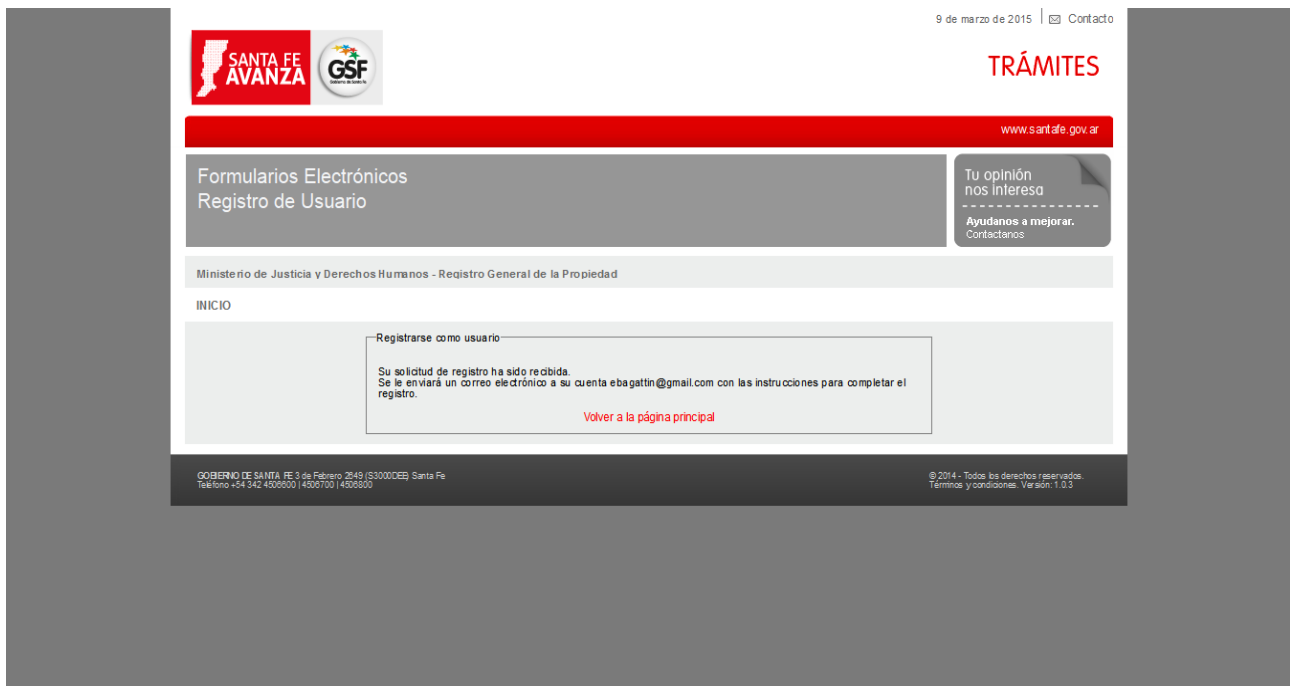 9 de marzo de 2015 Contacto
SANTA FE
AVANZA
GSF
Gobierno de Santa Fe
TRÁMITES
www.santafe.gov.ar
Formularios Electrónicos
Registro de Usuario
Tu opinión
nos interesa
Ayudanos a mejorar.
Contactanos
Ministerio de Justicia y Derechos Humanos - Registro General de la Propiedad
INICIO
Registrarse como usuario
Su solicitud de registro ha sido recibida.
Se le enviará un correo electrónico a su cuenta ebagattin@gmail.com con las instrucciones para completar el
registro.
Volver a la página principal
GOBIERNO DE SANTA FE 3 de Febrero 2649 (S3000DEE) Santa Fe
Teléfono +54 342 4506600 | 4506700 | 4506800
© 2014 - Todos los derechos reservados.
Términos y condiciones. Versión: 1.0.3